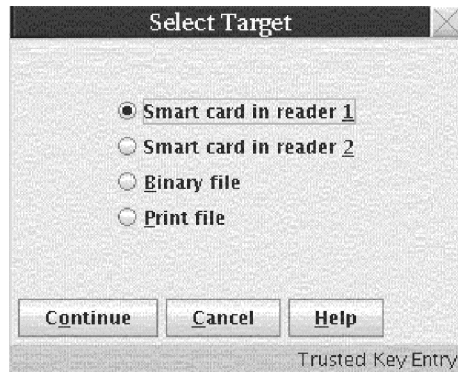 Select Target
Smart card in reader 1
Smart card in reader 2
Binary file
Print file
Continue Cancel Help
Trusted Key Entry